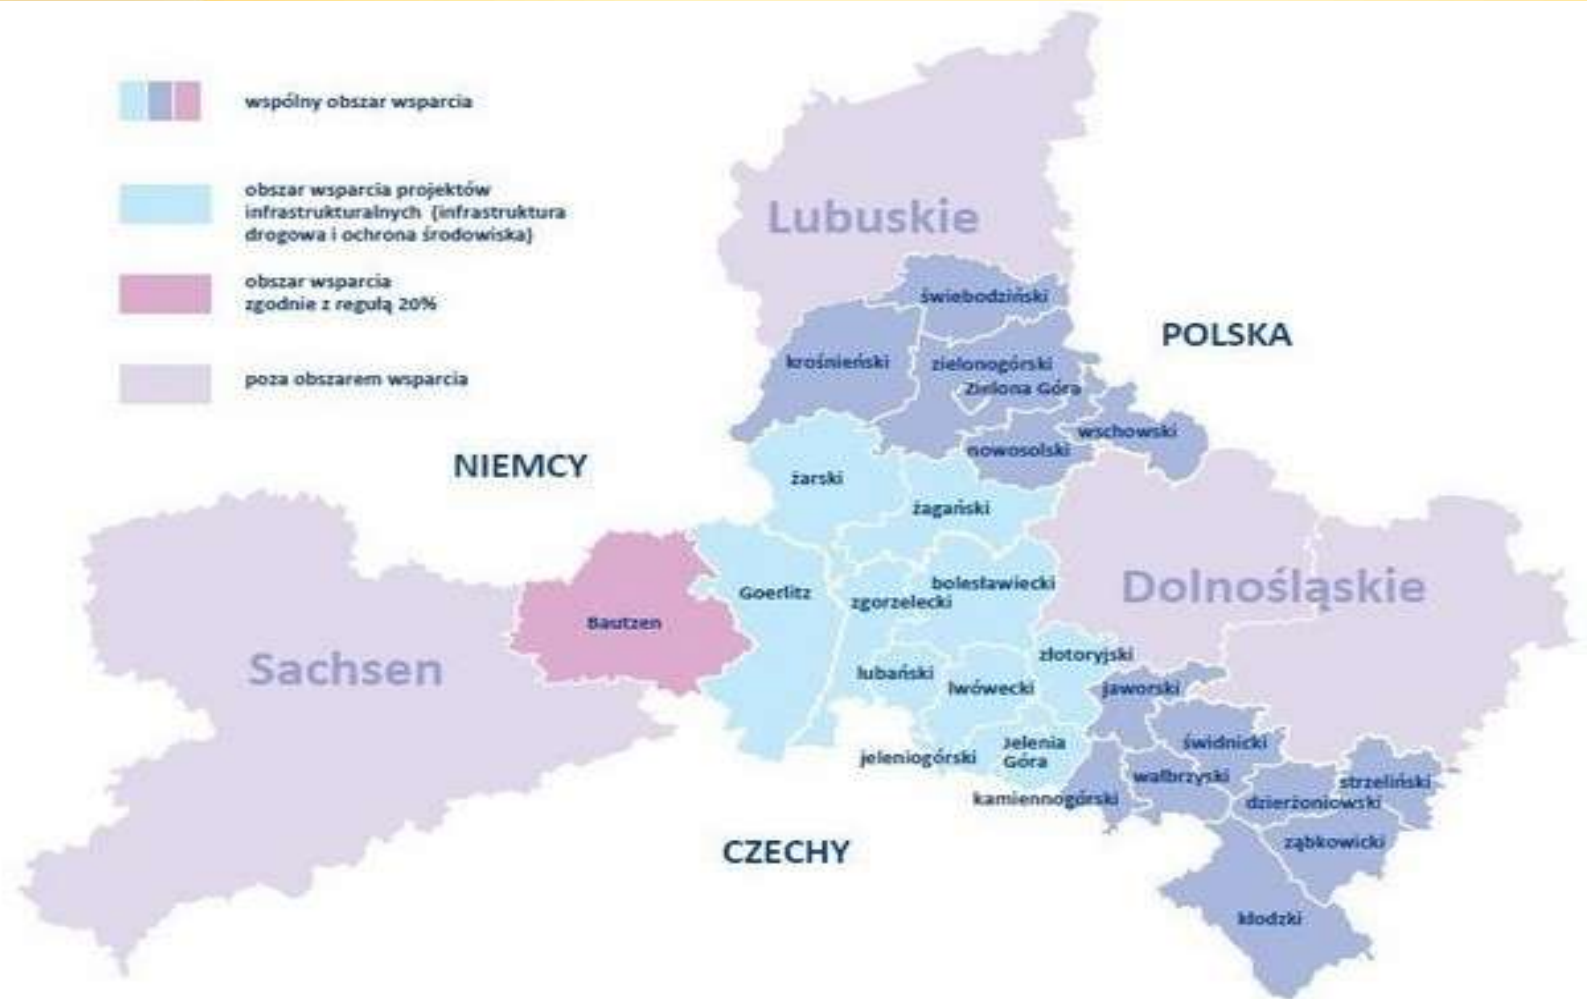 wspólny obszar wsparcia
obszar wsparcia projektów
infrastrukturalnych (infrastruktura
drogowa i ochrona środowiska)
obszar wsparcia
zgodnie z regułą 20%
poza obszarem wsparcia
Lubuskie
świebodziński
POLSKA
krośnieński
zielonogórski
Zielona Góra
wschowski
nowosolski
NIEMCY
żarski
żagański
Dolnośląskie
bolesławiecki
Goerlitz
zgorzelecki
Bautzen
Sachsen
złotoryjski
lubański
lwówecki
jaworski
świdnicki
Jelenia
Góra
jeleniogórski
wałbrzyski
strzeliński
kamiennogórski
dzierżoniowski
ząbkowicki
CZECHY
kłodzki